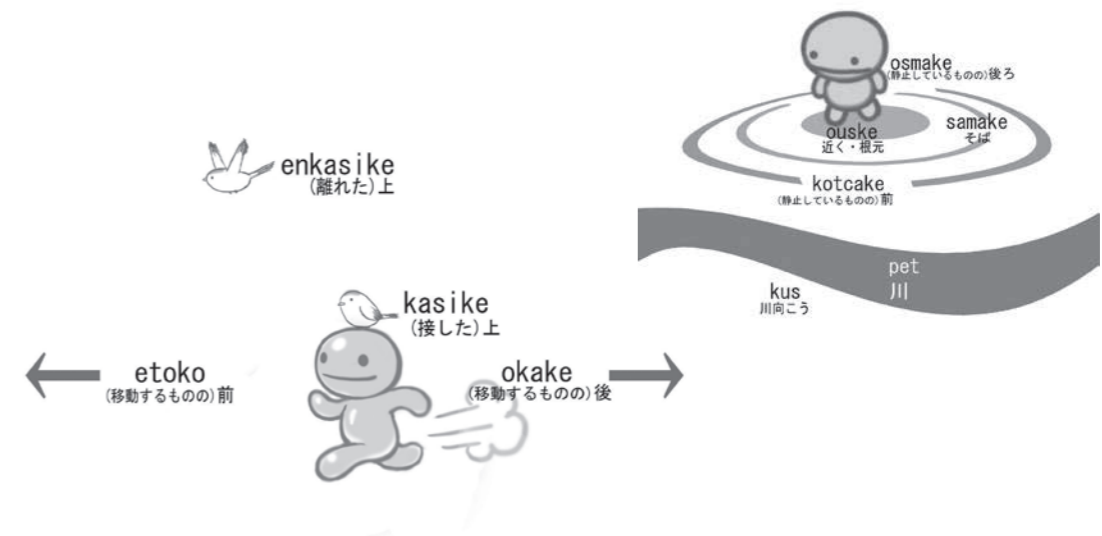 osmake
(静止しているものの)後ろ
samake
そば
ouske
近く・根元
kotcake
(静止しているものの)前
enkasike
(離れた)上
pet
川
kus
川向こう
kasike
(接した)上
etoko
(移動するものの)前
okake
(移動するものの)後